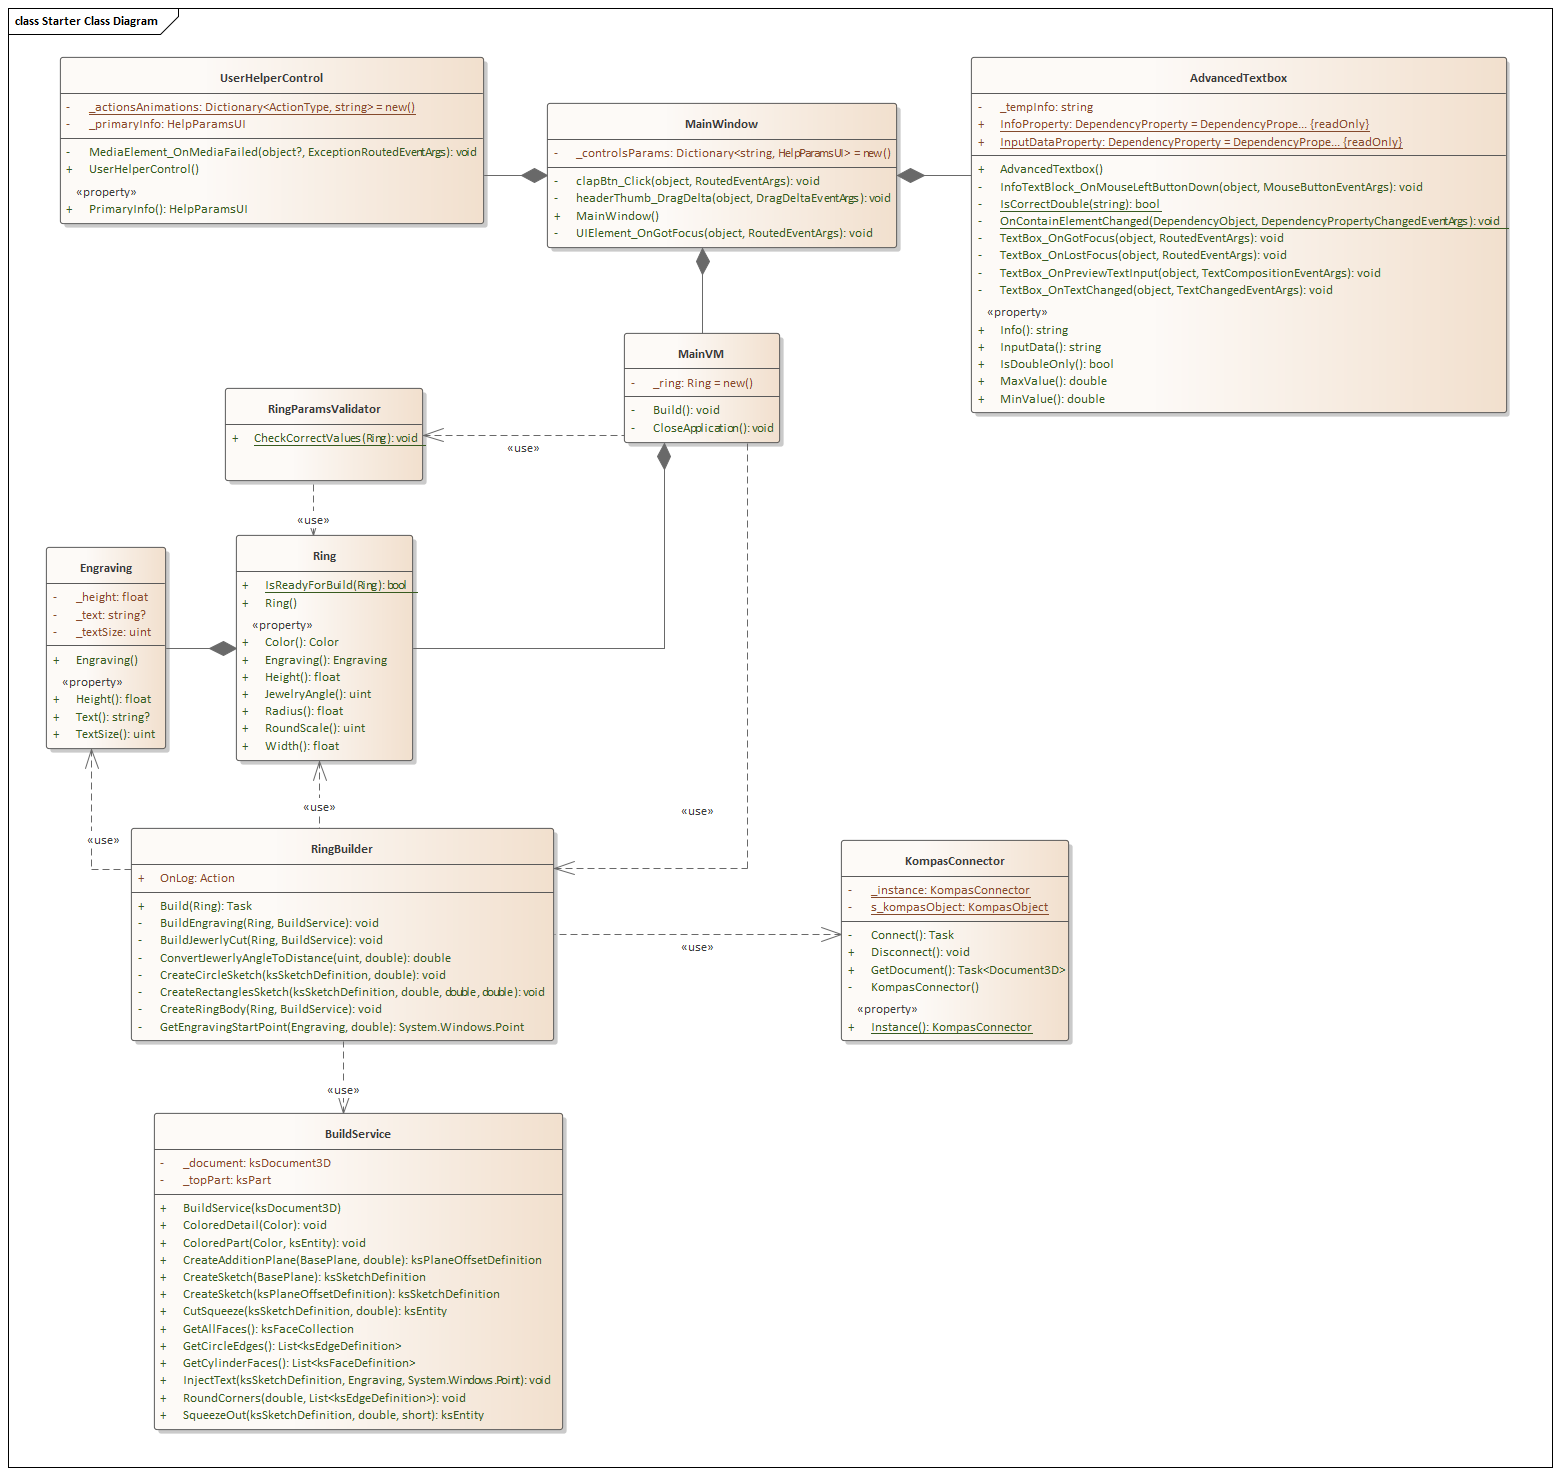 class Starter Class Diagram
UserHelperControl
- _actionsAnimations: Dictionary<ActionType, string> = new()
- _primaryInfo: HelpParamsUI
- MediaElement_OnMediaFailed(object?, ExceptionRoutedEventArgs): void
+ UserHelperControl()
«property»
+ PrimaryInfo(): HelpParamsUI
MainWindow
- _controlsParams: Dictionary<string, HelpParamsUI> = new()
- clapBtn_Click(object, RoutedEventArgs): void
- headerThumb_DragDelta(object, DragDeltaEventArgs): void
+ MainWindow()
- UIElement_OnGotFocus(object, RoutedEventArgs): void
AdvancedTextbox
- _tempInfo: string
+ InfoProperty: DependencyProperty = DependencyPrope... {readOnly}
+ InputDataProperty: DependencyProperty = DependencyPrope... {readOnly}
+ AdvancedTextbox()
- InfoTextBlock_OnMouseLeftButtonDown(object, MouseButtonEventArgs): void
- IsCorrectDouble(string): bool
- OnContainElementChanged(DependencyObject, DependencyPropertyChangedEventArgs): void
- TextBox_OnGotFocus(object, RoutedEventArgs): void
- TextBox_OnLostFocus(object, RoutedEventArgs): void
- TextBox_OnPreviewTextInput(object, TextCompositionEventArgs): void
- TextBox_OnTextChanged(object, TextChangedEventArgs): void
«property»
+ Info(): string
+ InputData(): string
+ IsDoubleOnly(): bool
+ MaxValue(): double
+ MinValue(): double
MainVM
- _ring: Ring = new()
- Build(): void
- CloseApplication(): void
RingParamsValidator
+ CheckCorrectValues(Ring): void
«use»
«use»
Engraving
- _height: float
- _text: string?
- _textSize: uint
+ Engraving()
«property»
+ Height(): float
+ Text(): string?
+ TextSize(): uint
Ring
+ IsReadyForBuild(Ring): bool
+ Ring()
«property»
+ Color(): Color
+ Engraving(): Engraving
+ Height(): float
+ JewelryAngle(): uint
+ Radius(): float
+ RoundScale(): uint
+ Width(): float
«use»
«use»
«use»
RingBuilder
+ OnLog: Action
+ Build(Ring): Task
- BuildEngraving(Ring, BuildService): void
- BuildJewerlyCut(Ring, BuildService): void
- ConvertJewerlyAngleToDistance(uint, double): double
- CreateCircleSketch(ksSketchDefinition, double): void
- CreateRectanglesSketch(ksSketchDefinition, double, double, double): void
- CreateRingBody(Ring, BuildService): void
- GetEngravingStartPoint(Engraving, double): System.Windows.Point
«use»
KompasConnector
- _instance: KompasConnector
- s_kompasObject: KompasObject
- Connect(): Task
+ Disconnect(): void
+ GetDocument(): Task<Document3D>
- KompasConnector()
«property»
+ Instance(): KompasConnector
«use»
BuildService
- _document: ksDocument3D
- _topPart: ksPart
+ BuildService(ksDocument3D)
+ ColoredDetail(Color): void
+ ColoredPart(Color, ksEntity): void
+ CreateAdditionPlane(BasePlane, double): ksPlaneOffsetDefinition
+ CreateSketch(BasePlane): ksSketchDefinition
+ CreateSketch(ksPlaneOffsetDefinition): ksSketchDefinition
+ CutSqueeze(ksSketchDefinition, double): ksEntity
+ GetAllFaces(): ksFaceCollection
+ GetCircleEdges(): List<ksEdgeDefinition>
+ GetCylinderFaces(): List<ksFaceDefinition>
+ InjectText(ksSketchDefinition, Engraving, System.Windows.Point): void
+ RoundCorners(double, List<ksEdgeDefinition>): void
+ SqueezeOut(ksSketchDefinition, double, short): ksEntity